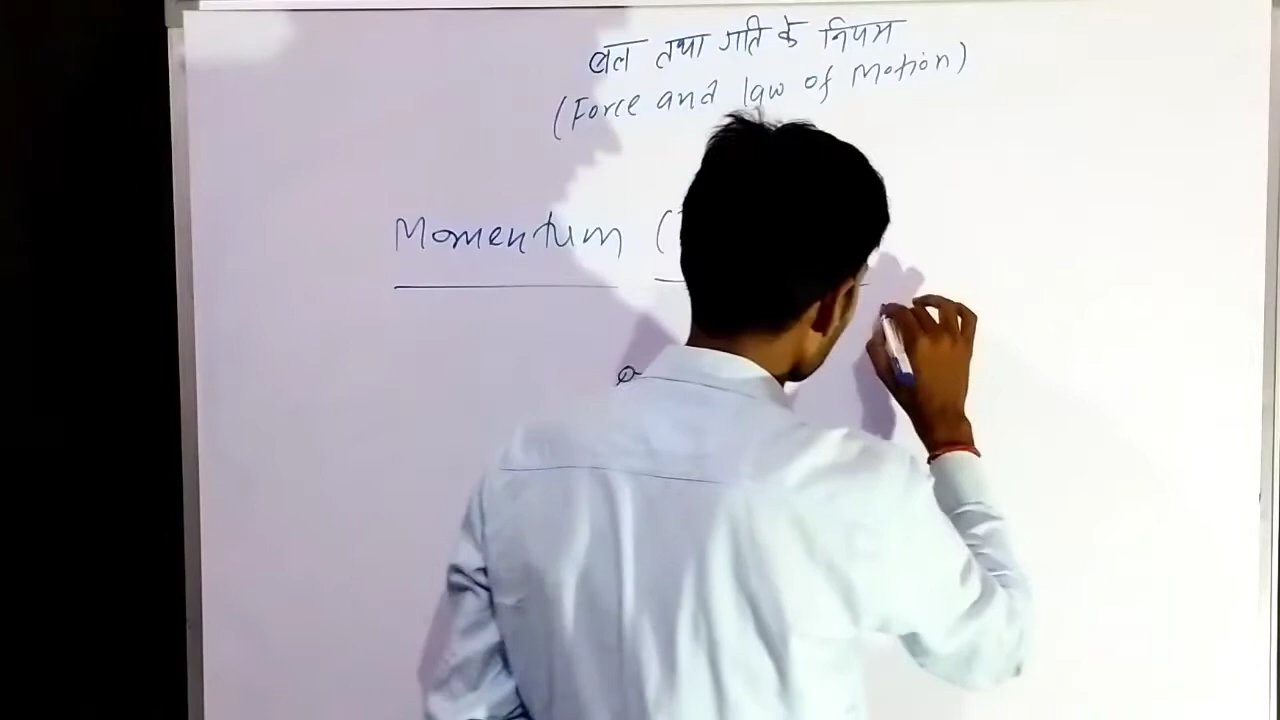 बल तथा गति के नियम
(Force and law of Motion)
Momentum (